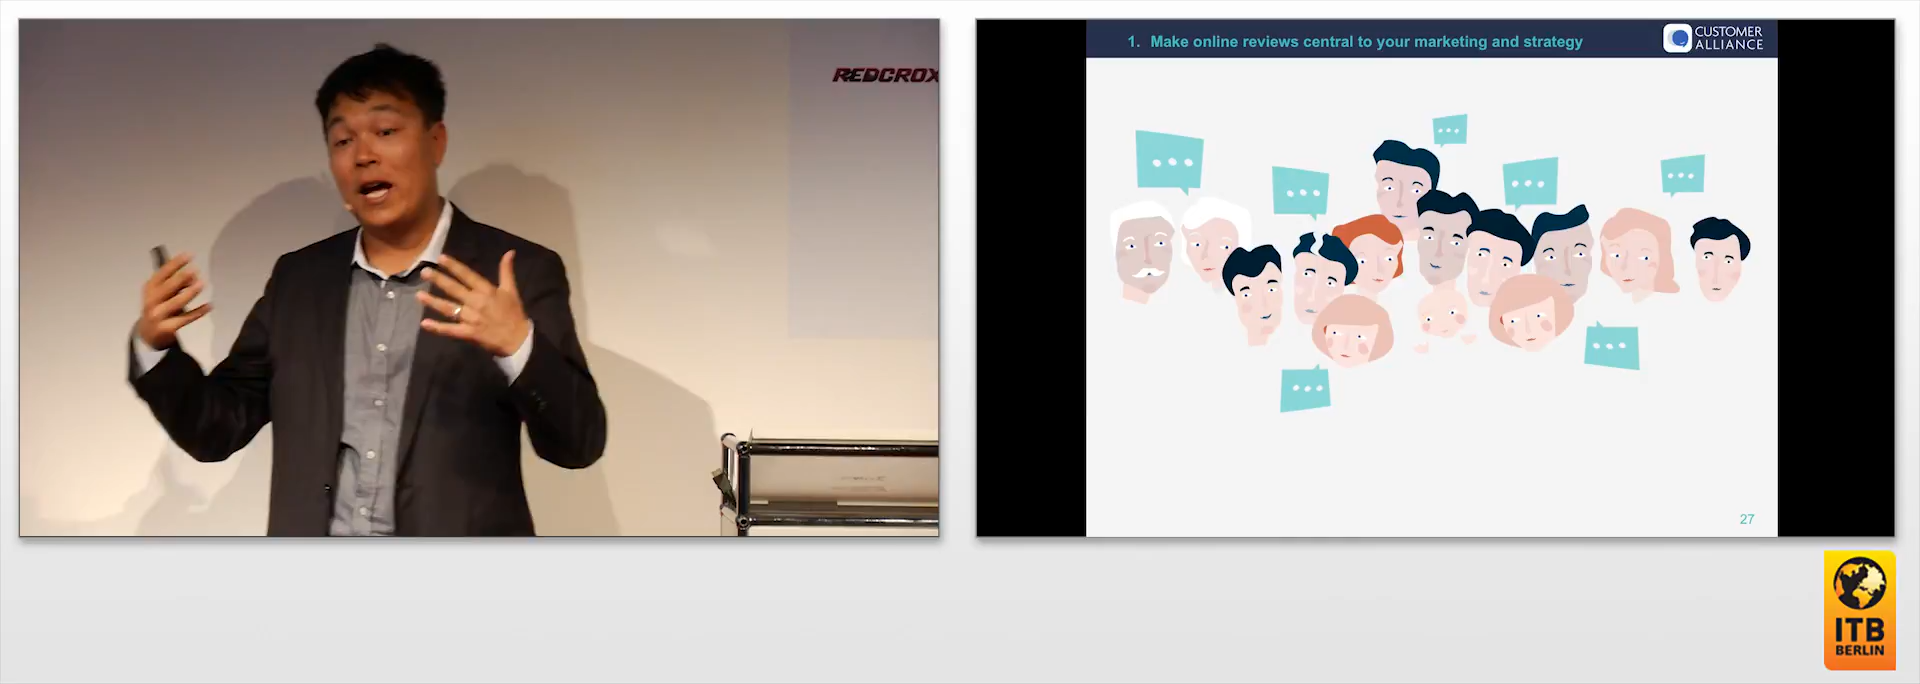 REDCROX
1. Make online reviews central to your marketing and strategy
CUSTOMER
ALLIANCE
27
ITB
BERLIN